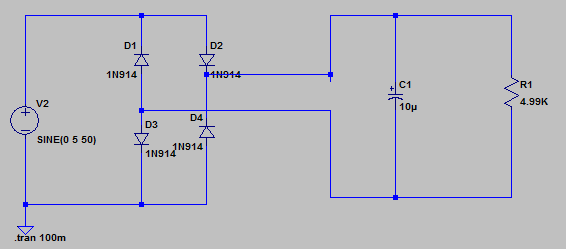 D1
D2
1N914
1N914
V2
C1
R1
10µ
4.99K
D3
D4
SINE(0 5 50)
1N914
1N914
.tran 100m